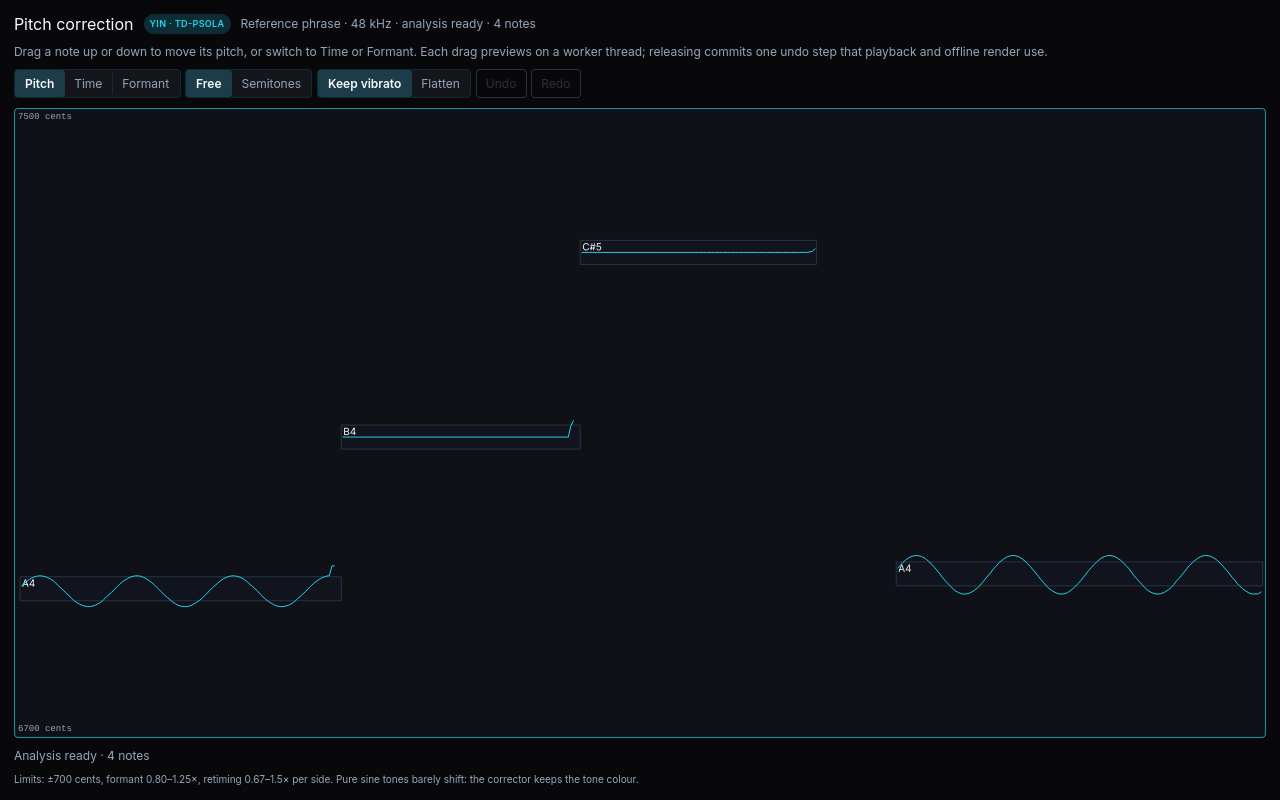 Pitch correction YIN · TD-PSOLA Reference phrase · 48 kHz · analysis ready · 4 notes
Drag a note up or down to move its pitch, or switch to Time or Formant. Each drag previews on a worker thread; releasing commits one undo step that playback and offline render use.
Pitch Time Formant Free Semitones Keep vibrato Flatten Undo Redo
7500 cents
C#5
B4
A4
A4
6700 cents
Analysis ready · 4 notes
Limits: ±700 cents, formant 0.80–1.25×, retiming 0.67–1.5× per side. Pure sine tones barely shift: the corrector keeps the tone colour.